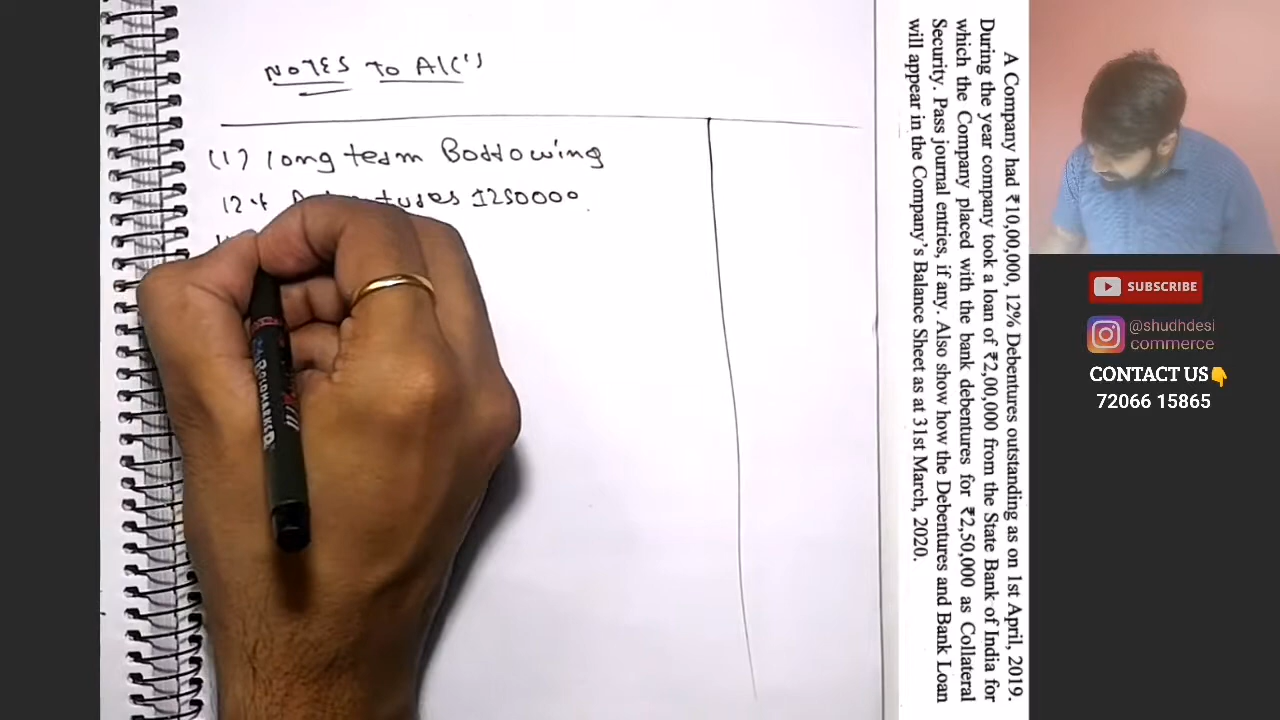 NOTES TO A/C'S
(1) long term Borrowing
12% 1250000
A Company had ₹10,00,000, 12% Debentures outstanding as on 1st April, 2019.
During the year company took a loan of ₹2,00,000 from the State Bank of India for
which the Company placed with the bank debentures for ₹2,50,000 as Collateral
Security. Pass journal entries, if any. Also show how the Debentures and Bank Loan
will appear in the Company's Balance Sheet as at 31st March, 2020.
SUBSCRIBE
@shudhdesi
commerce
CONTACT US
72066 15865